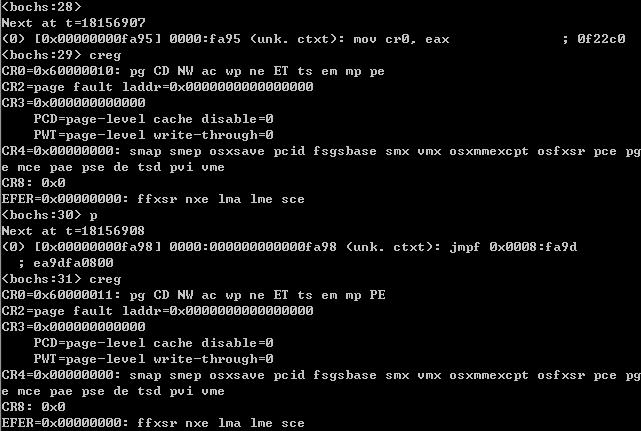 <bochs:28>
Next at t=18156907
(0) [0x00000000fa95] 0000:fa95 (unk. ctxt): mov cr0, eax ; 0f22c0
<bochs:29> creg
CR0=0x60000010: pg CD NW ac wp ne ET ts em mp pe
CR2=page fault laddr=0x0000000000000000
CR3=0x000000000000
PCD=page-level cache disable=0
PWT=page-level write-through=0
CR4=0x00000000: smap smep osxsave pcid fsgsbase smx vmx osxmmexcpt osfxsr pce pg
e mce pae pse de tsd pvi vme
CR8: 0x0
EFER=0x00000000: ffxsr nxe lma lme sce
<bochs:30> p
Next at t=18156908
(0) [0x00000000fa98] 0000:000000000000fa98 (unk. ctxt): jmpf 0x0008:fa9d
; ea9dfa0800
<bochs:31> creg
CR0=0x60000011: pg CD NW ac wp ne ET ts em mp PE
CR2=page fault laddr=0x0000000000000000
CR3=0x000000000000
PCD=page-level cache disable=0
PWT=page-level write-through=0
CR4=0x00000000: smap smep osxsave pcid fsgsbase smx vmx osxmmexcpt osfxsr pce pg
e mce pae pse de tsd pvi vme
CR8: 0x0
EFER=0x00000000: ffxsr nxe lma lme sce